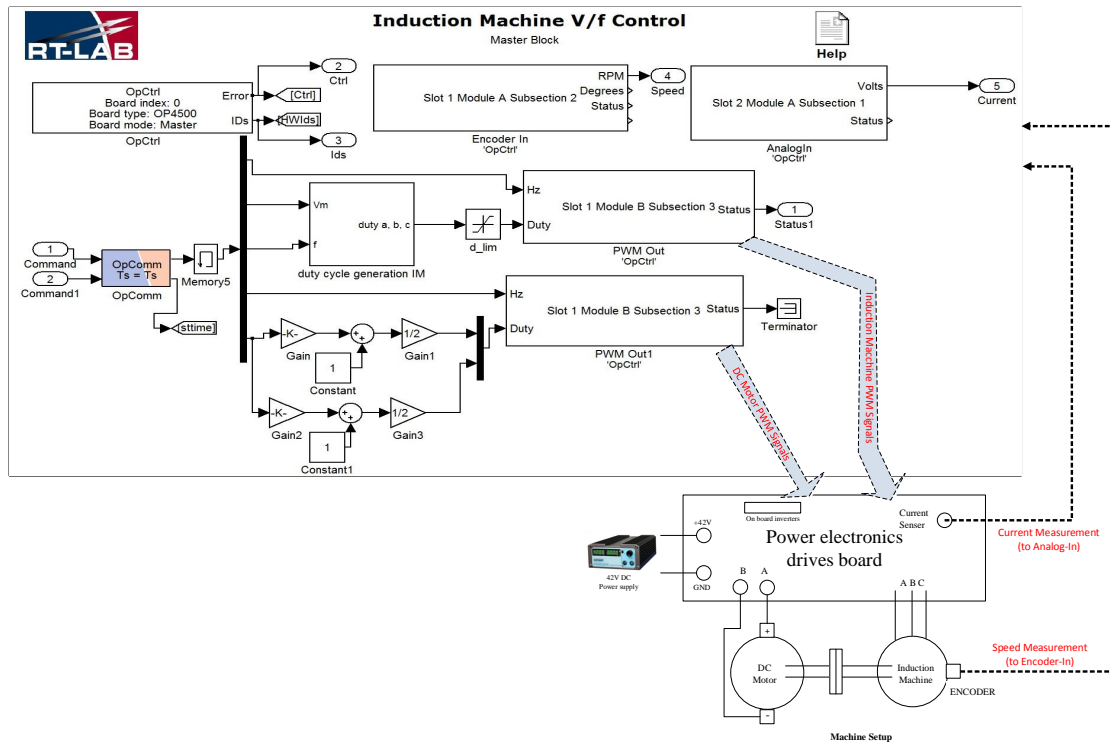 RT-LAB
Induction Machine V/f Control
Master Block
Help
OpCtrl
Board index: 0
Board type: OP4500
Board mode: Master
Error
IDs
OpCtrl
2
Ctrl
[Ctrl]
[HWIds]
3
Ids
Slot 1 Module A Subsection 2
RPM
Degrees
Status
Encoder In
'OpCtrl'
4
Speed
Slot 2 Module A Subsection 1
Volts
Status
AnalogIn
'OpCtrl'
5
Current
1
Command
2
Command1
OpComm
Ts = Ts
OpComm
Memory5
[sttime]
Vm
f
duty a, b, c
duty cycle generation IM
d_lim
Hz
Duty
Slot 1 Module B Subsection 3
Status
PWM Out
'OpCtrl'
1
Status1
Hz
Duty
Slot 1 Module B Subsection 3
Status
PWM Out1
'OpCtrl'
Terminator
-K-
Gain
1
Constant
1/2
Gain1
-K-
Gain2
1
Constant1
1/2
Gain3
DC Motor PWM Signals
Induction Macchine PWM Signals
On board inverters
Current
Senser
+42V
GND
Power electronics
drives board
42V DC
Power supply
B
A
A B C
Current Measurement
(to Analog-In)
+
DC
Motor
-
Induction
Machine
ENCODER
Speed Measurement
(to Encoder-In)
Machine Setup